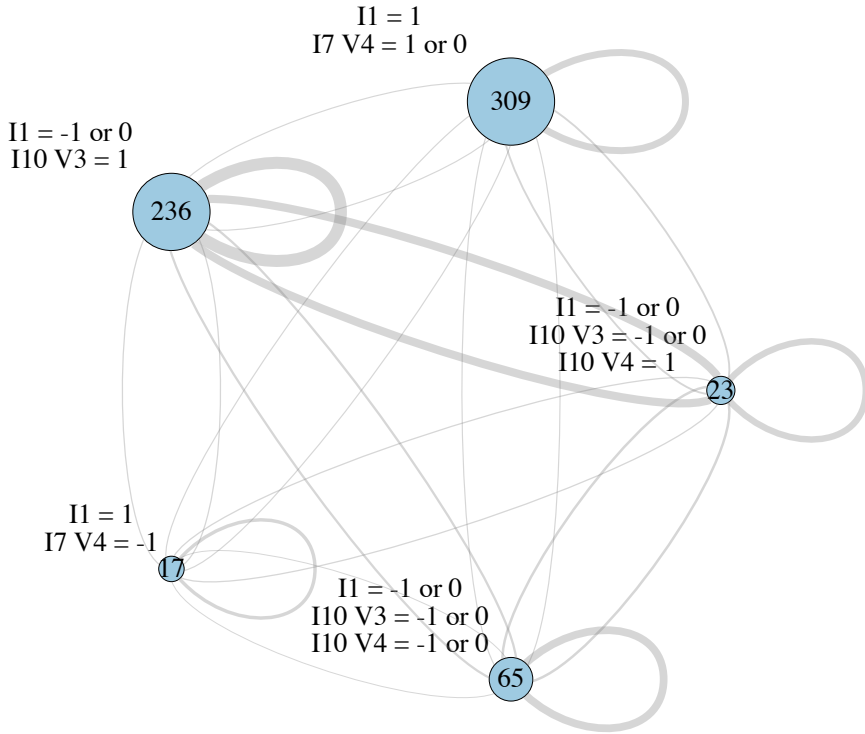 I1 = 1
I7 V4 = 1 or 0
309
I1 = -1 or 0
I10 V3 = 1
236
I1 = -1 or 0
I10 V3 = -1 or 0
I10 V4 = 1
23
I1 = 1
I7 V4 = -1
17
I1 = -1 or 0
I10 V3 = -1 or 0
I10 V4 = -1 or 0
65